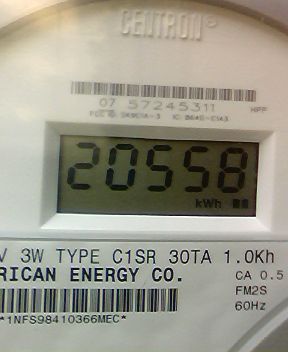 CENTRON®
07 57245311 HPP
20558
kWh
V 3W TYPE C1SR 30TA 1.0Kh
RICAN ENERGY CO. CA 0.5
FM2S
*1NFS98410366MEC* 60Hz